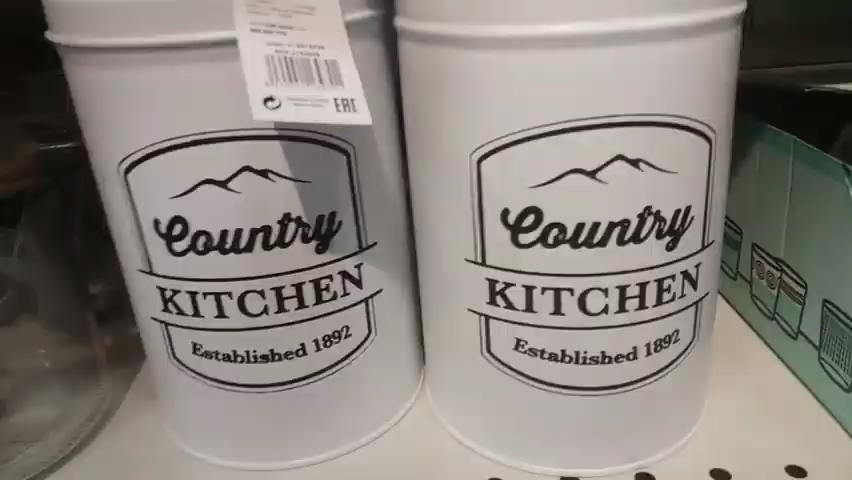 EAC
Country
KITCHEN
Established 1892
Country
KITCHEN
Established 1892